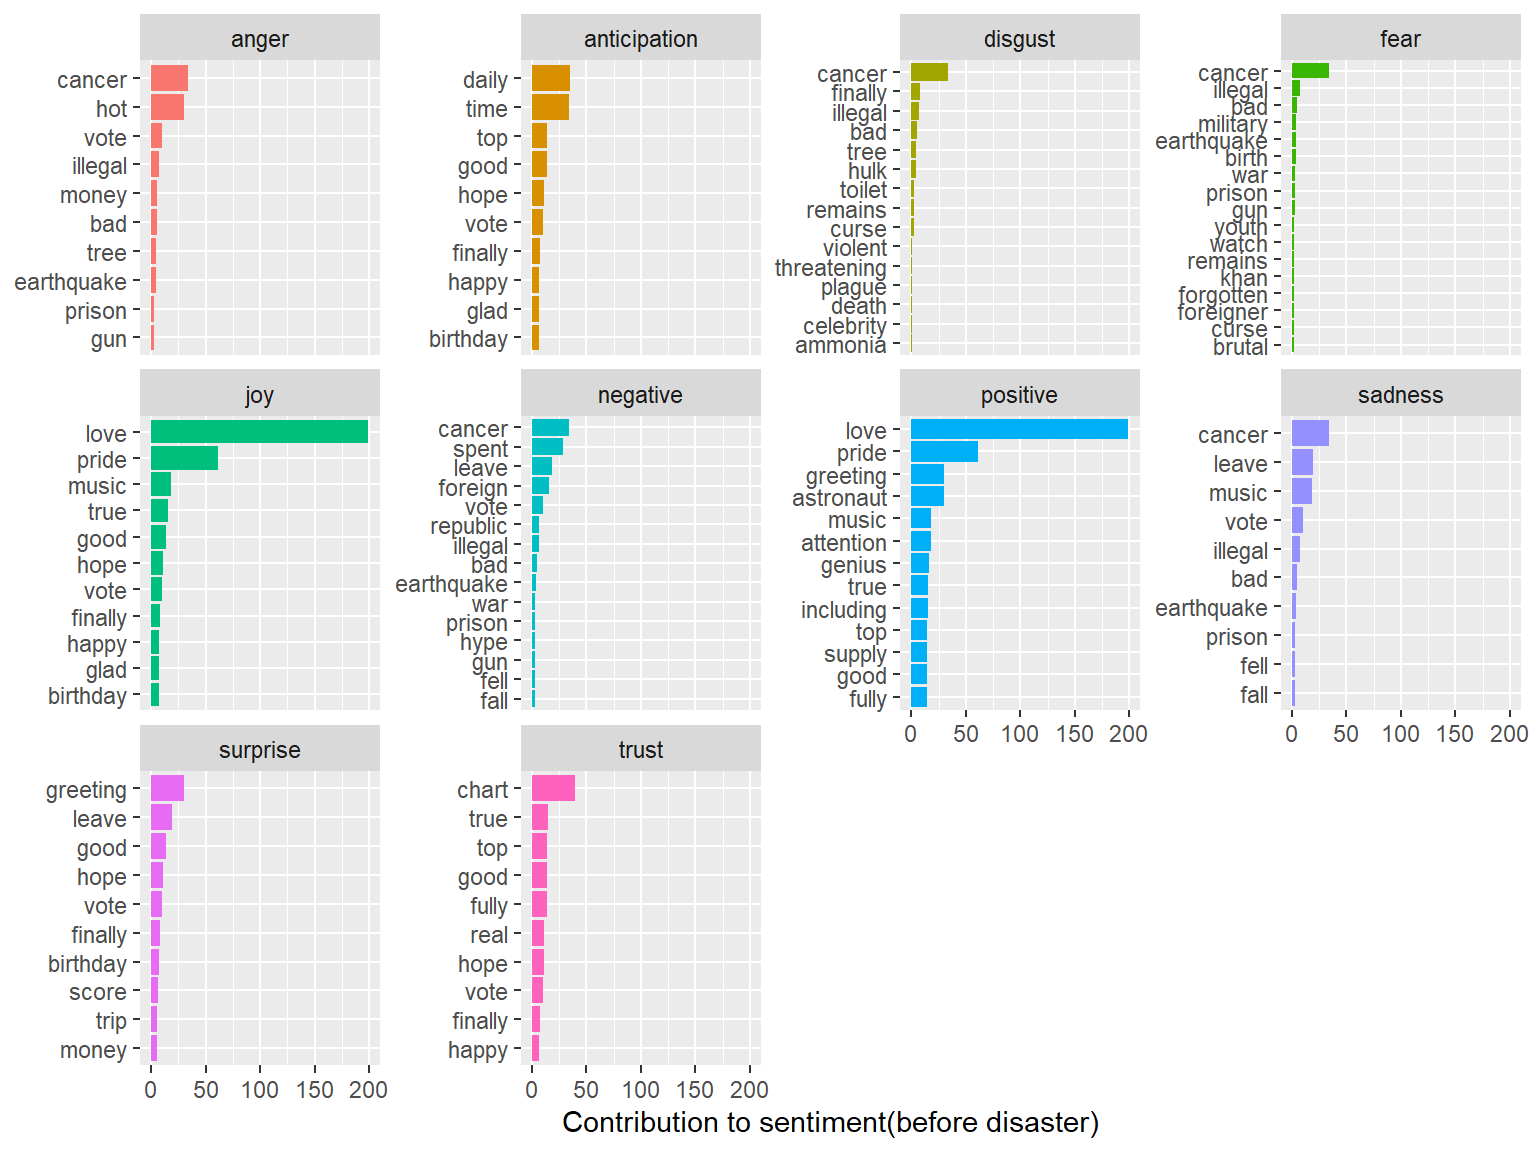 anger
cancer
hot
vote
illegal
money
bad
tree
earthquake
prison
gun
anticipation
daily
time
top
good
hope
vote
finally
happy
glad
birthday
disgust
cancer
finally
illegal
bad
tree
hulk
toilet
remains
curse
violent
threatening
plague
death
celebrity
ammonia
fear
cancer
illegal
bad
military
earthquake
birth
war
prison
gun
youth
watch
remains
khan
forgotten
foreigner
curse
brutal
joy
love
pride
music
true
good
hope
vote
finally
happy
glad
birthday
negative
cancer
spent
leave
foreign
vote
republic
illegal
bad
earthquake
war
prison
hype
gun
fell
fall
positive
love
pride
greeting
astronaut
music
attention
genius
true
including
top
supply
good
fully
0 50 100 150 200
sadness
cancer
leave
music
vote
illegal
bad
earthquake
prison
fell
fall
0 50 100 150 200
surprise
greeting
leave
good
hope
vote
finally
birthday
score
trip
money
0 50 100 150 200
trust
chart
true
top
good
fully
real
hope
vote
finally
happy
0 50 100 150 200
Contribution to sentiment(before disaster)